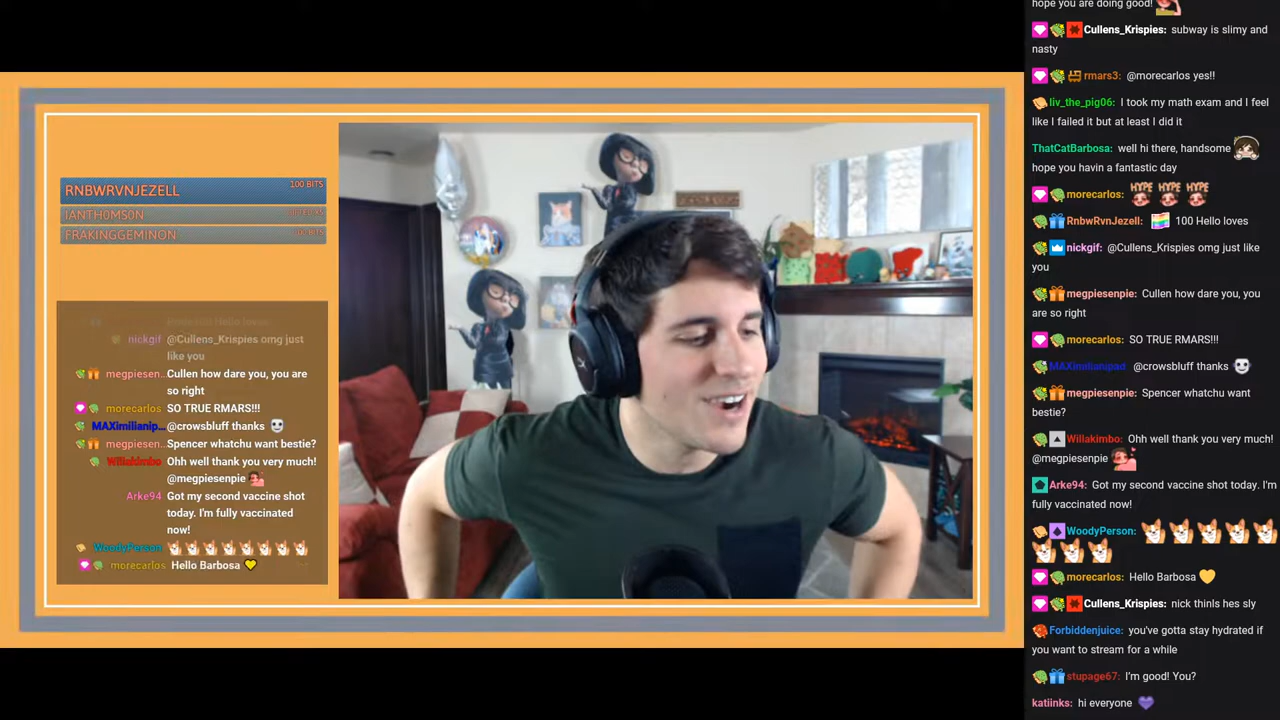 RNBWRVNJEZELL 100 BITS
IANTH0MS0N
FRAKINGGEMINON
nickgif @Cullens_Krispies omg just
like you
megpiesen... Cullen how dare you, you are
so right
morecarlos SO TRUE RMARS!!!
MAXimilianip... @crowsbluff thanks
megpiesen... Spencer whatchu want bestie?
Willakimbo Ohh well thank you very much!
@megpiesenpie
Arke94 Got my second vaccine shot
today. I'm fully vaccinated
now!
WoodyPerson
morecarlos Hello Barbosa 💛
hope you are doing good!
Cullens_Krispies: subway is slimy and
nasty
rmars3: @morecarlos yes!!
liv_the_pig06: I took my math exam and I feel
like I failed it but at least I did it
ThatCatBarbosa: well hi there, handsome
hope you havin a fantastic day
morecarlos: HYPE HYPE HYPE
RnbwRvnJezell: 100 Hello loves
nickgif: @Cullens_Krispies omg just like
you
megpiesenpie: Cullen how dare you, you
are so right
morecarlos: SO TRUE RMARS!!!
MAXimilianipad: @crowsbluff thanks
megpiesenpie: Spencer whatchu want
bestie?
Willakimbo: Ohh well thank you very much!
@megpiesenpie
Arke94: Got my second vaccine shot today. I'm
fully vaccinated now!
WoodyPerson:
morecarlos: Hello Barbosa 💛
Cullens_Krispies: nick thinls hes sly
Forbiddenjuice: you've gotta stay hydrated if
you want to stream for a while
stupage67: I'm good! You?
katiinks: hi everyone 💜